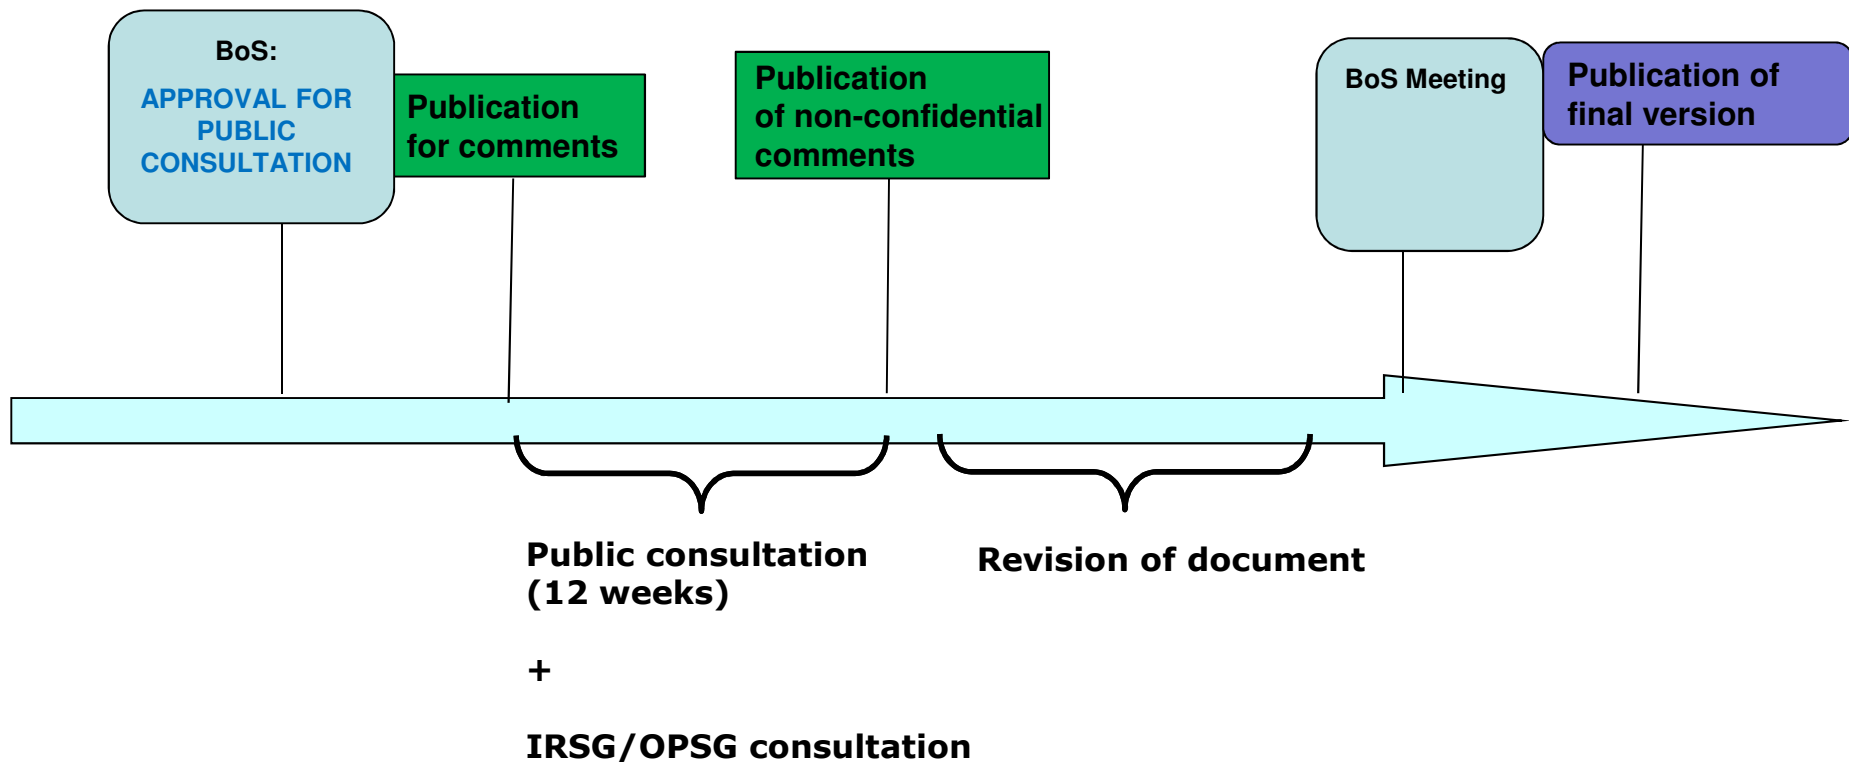 BoS:
APPROVAL FOR
PUBLIC
CONSULTATION
Publication
for comments
Publication
of non-confidential
comments
BoS Meeting
Publication of
final version
Public consultation
(12 weeks)
+
IRSG/OPSG consultation
Revision of document